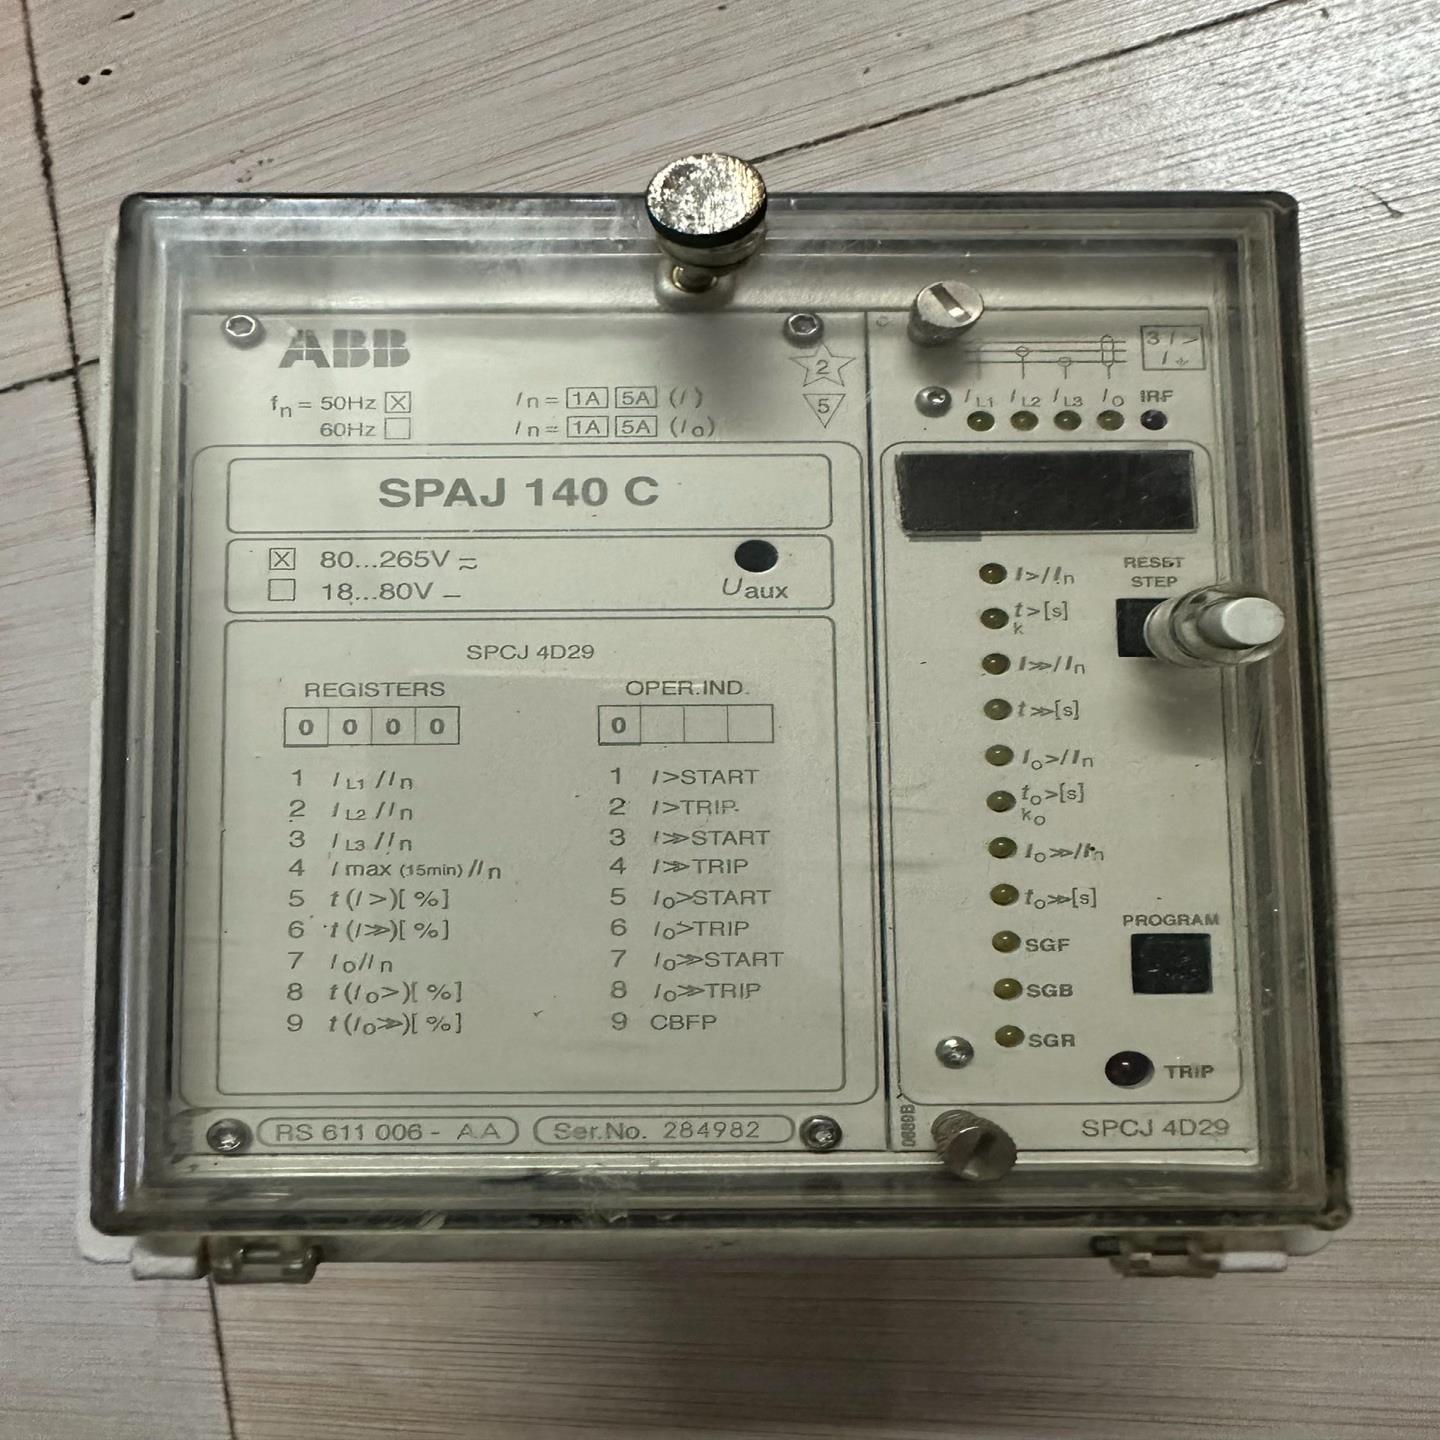 ABB
2
5
fn = 50Hz X
60Hz
In = 1A 5A (I)
In = 1A 5A (Io)
SPAJ 140 C
X 80...265V ≂
18...80V –
Uaux
SPCJ 4D29
REGISTERS
0 0 0 0
1 IL1/In
2 IL2/In
3 IL3/In
4 I max (15min)/In
5 t(I>)[%]
6 t(I≫)[%]
7 Io/In
8 t(Io>)[%]
9 t(Io≫)[%]
OPER.IND.
0
1 I>START
2 I>TRIP
3 I≫START
4 I≫TRIP
5 Io>START
6 Io>TRIP
7 Io≫START
8 Io≫TRIP
9 CBFP
RS 611 006 - AA
Ser.No. 284982
3 I >
I ⏚
IL1 IL2 IL3 Io IRF
I>/In
t>[s]
k
I≫/In
t≫[s]
Io>/In
to>[s]
ko
Io≫/In
to≫[s]
SGF
SGB
SGR
RESET
STEP
PROGRAM
TRIP
0689B
SPCJ 4D29